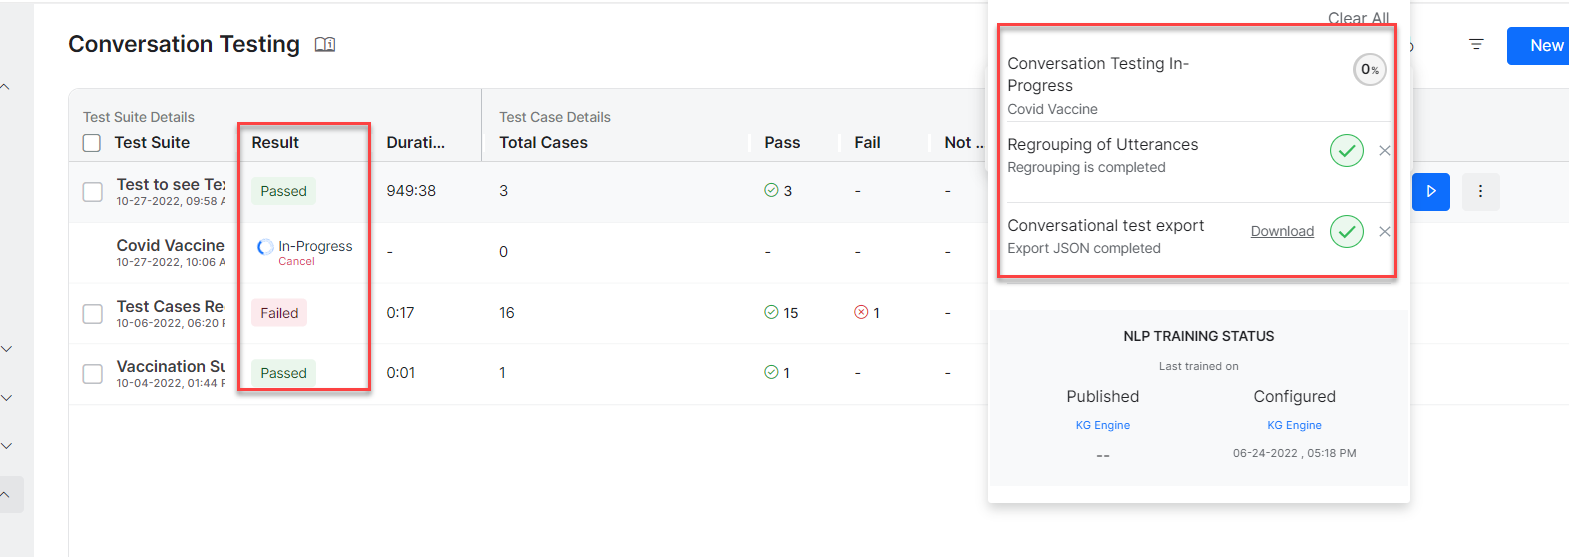 Clear All
Conversation Testing
New
Conversation Testing In-
Progress
0%
Covid Vaccine
Test Suite Details
Test Case Details
Test Suite
Result
Durati...
Total Cases
Pass
Fail
Not ..
Regrouping of Utterances
Regrouping is completed
Test to see Te
10-27-2022, 09:58
Passed
949:38
3
3
-
-
Conversational test export
Export JSON completed
Download
Covid Vaccine
10-27-2022, 10:06
In-Progress
Cancel
-
0
-
-
-
Test Cases Re
10-06-2022, 06:20
Failed
0:17
16
15
1
-
NLP TRAINING STATUS
Last trained on
Published
Configured
KG Engine
KG Engine
--
06-24-2022 , 05:18 PM
Vaccination Su
10-04-2022, 01:44
Passed
0:01
1
1
-
-